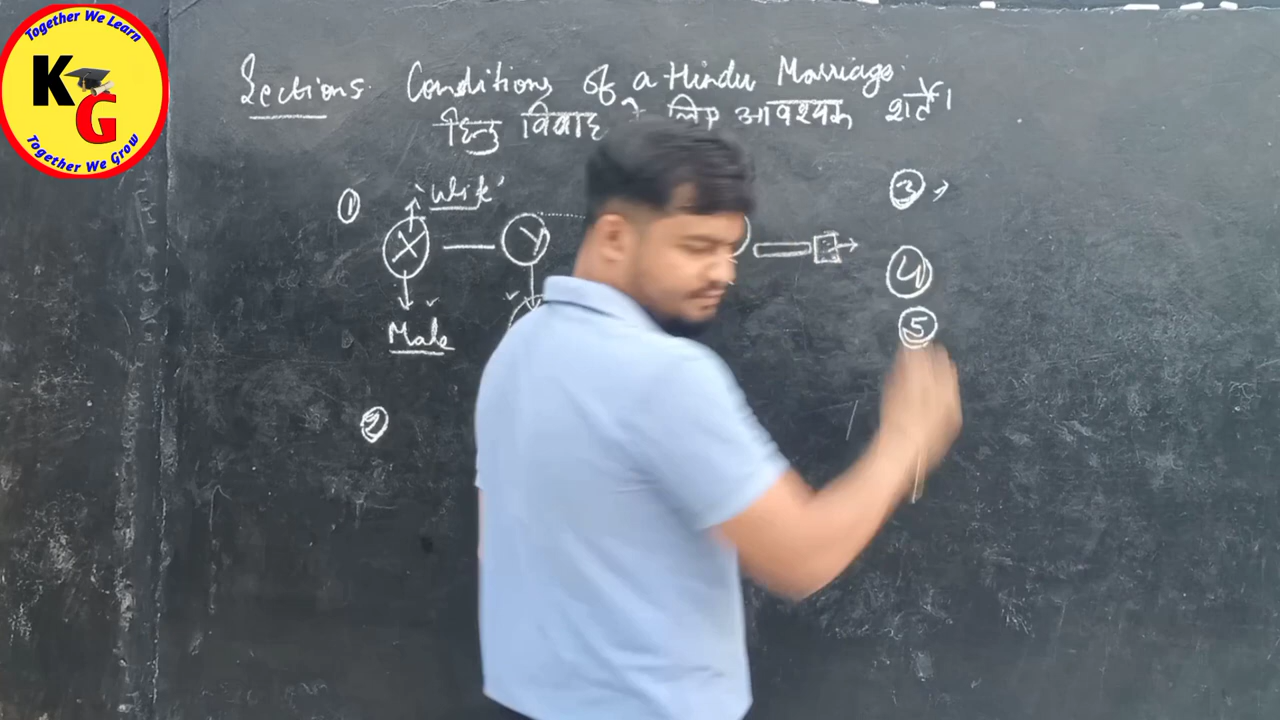 Together We Learn
KG
Together We Grow
Sections. Conditions of a Hindu Marriage.
हिन्दु विवाह लिए आवश्यक शर्ते।
① 'Wife' ③
X Y
④
Male ⑤
②